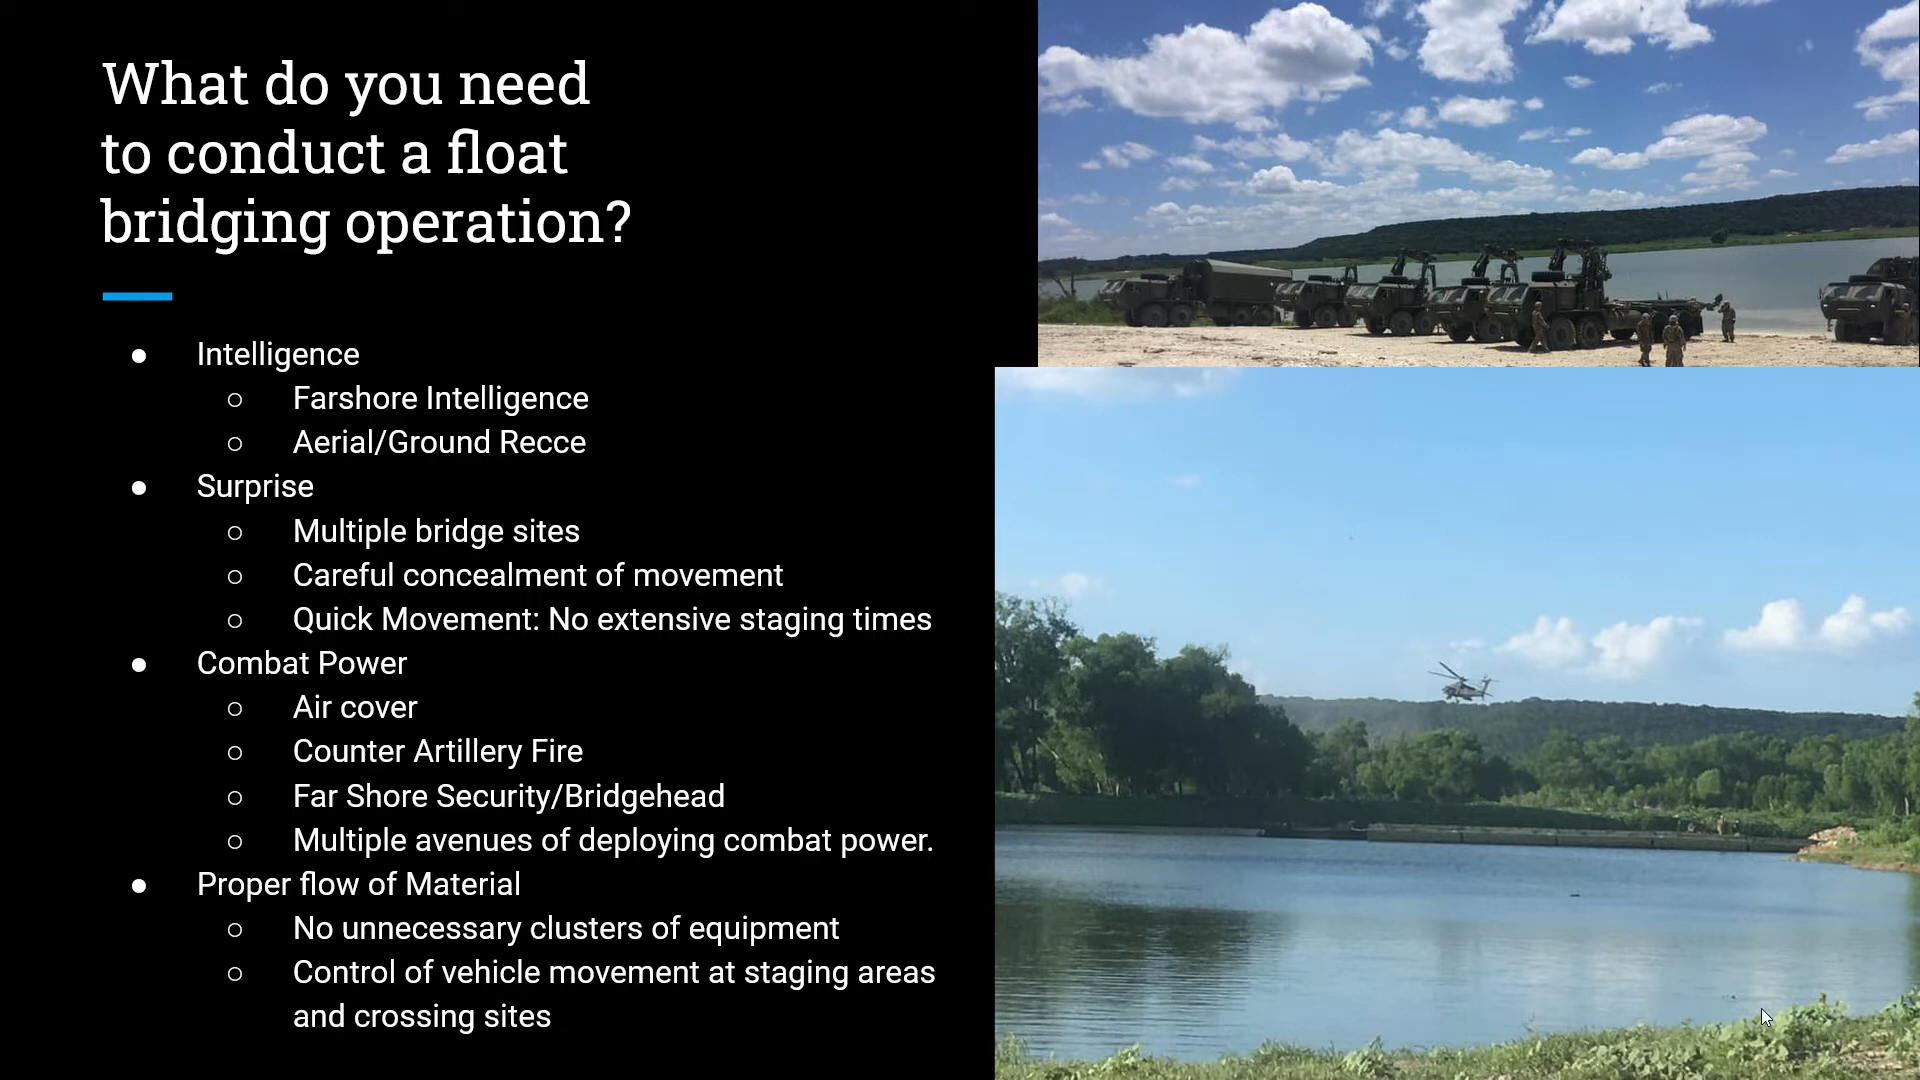 What do you need
to conduct a float
bridging operation?
● Intelligence
○ Farshore Intelligence
○ Aerial/Ground Recce
● Surprise
○ Multiple bridge sites
○ Careful concealment of movement
○ Quick Movement: No extensive staging times
● Combat Power
○ Air cover
○ Counter Artillery Fire
○ Far Shore Security/Bridgehead
○ Multiple avenues of deploying combat power.
● Proper flow of Material
○ No unnecessary clusters of equipment
○ Control of vehicle movement at staging areas
and crossing sites